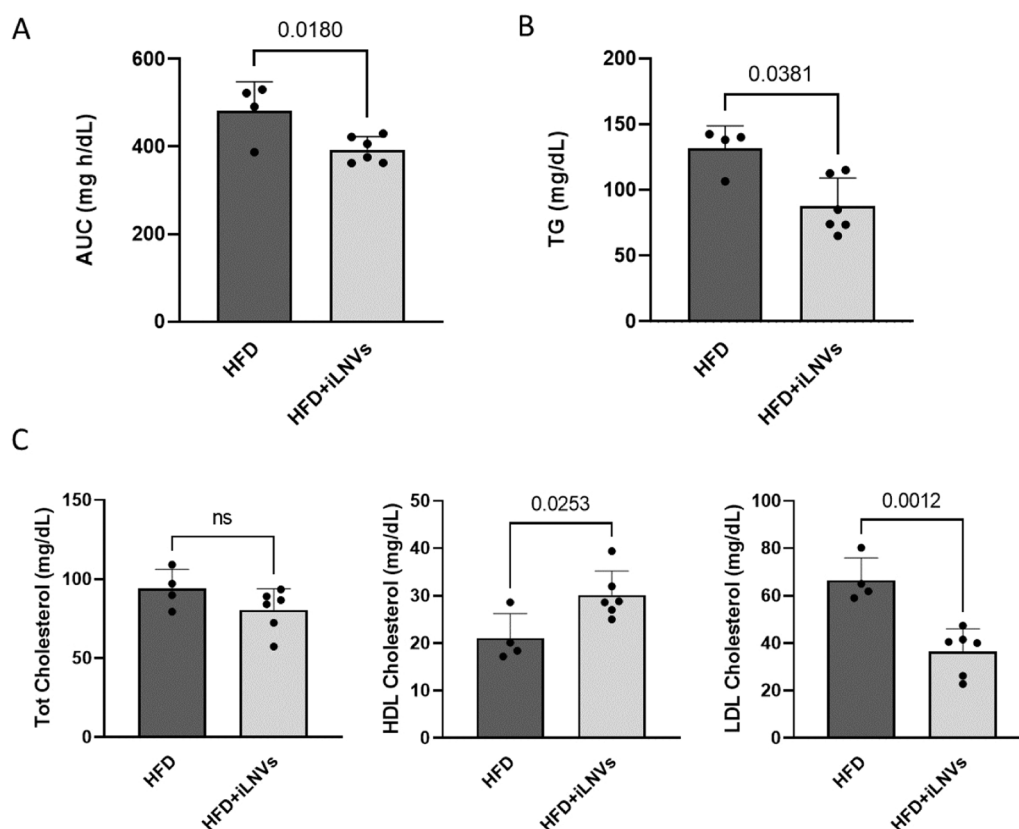 A
0.0180
AUC (mg h/dL)
600
400
200
0
HFD
HFD+iLNVs
B
0.0381
TG (mg/dL)
200
150
100
50
0
HFD
HFD+iLNVs
C
ns
Tot Cholesterol (mg/dL)
150
100
50
0
HFD
HFD+iLNVs
0.0253
HDL Cholesterol (mg/dL)
50
40
30
20
10
0
HFD
HFD+iLNVs
0.0012
LDL Cholesterol (mg/dL)
100
80
60
40
20
0
HFD
HFD+iLNVs